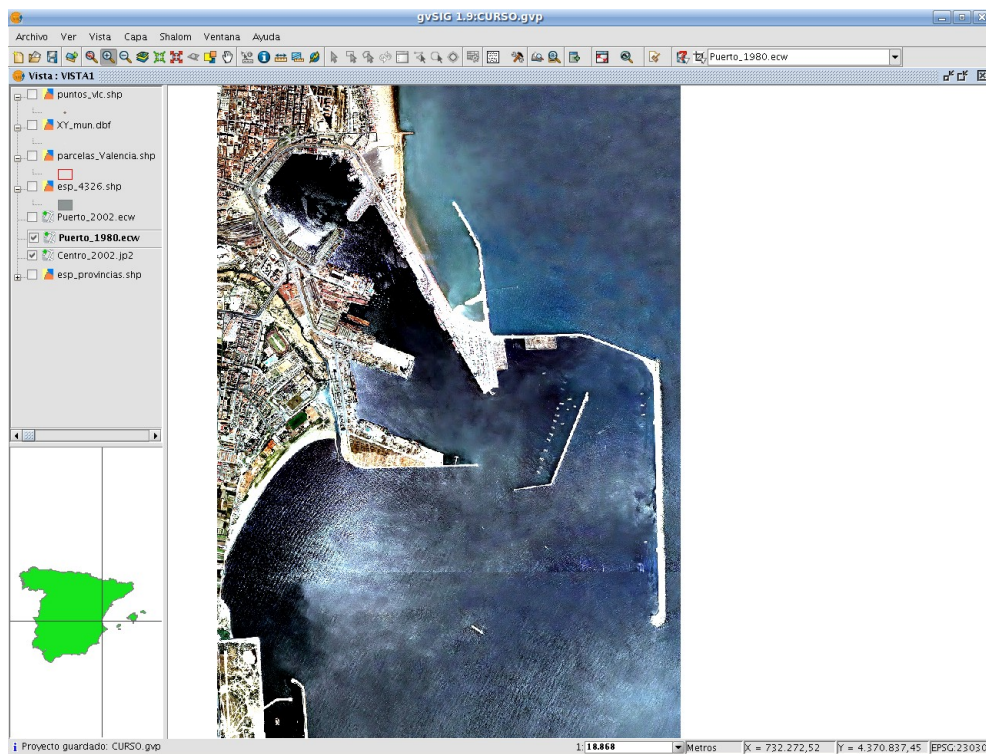 gvSIG 1.9:CURSO.gvp
Archivo Ver Vista Capa Shalom Ventana Ayuda
Puerto_1980.ecw
Vista : VISTA1
puntos_vlc.shp
XY_mun.dbf
parcelas_Valencia.shp
esp_4326.shp
Puerto_2002.ecw
Puerto_1980.ecw
Centro_2002.jp2
esp_provincias.shp
Proyecto guardado: CURSO.gvp 1: 18.868 Metros X = 732.272,52 Y = 4.370.837,45 EPSG:23030